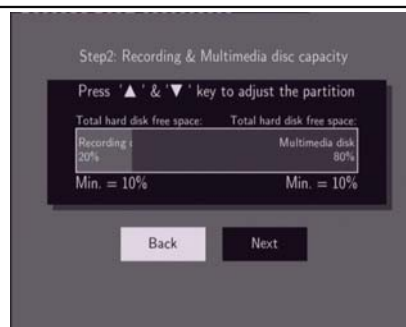 Step2: Recording & Multimedia disc capacity
Press '▲' & '▼' key to adjust the partition
Total hard disk free space: Total hard disk free space:
Recording Multimedia disk
20% 80%
Min. = 10% Min. = 10%
Back Next